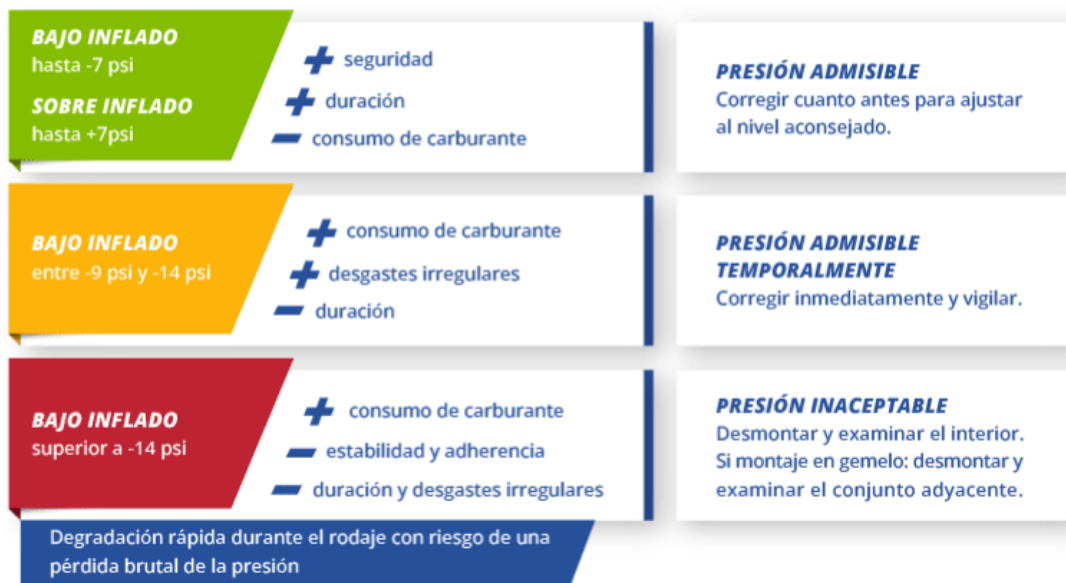 BAJO INFLADO
hasta -7 psi
SOBRE INFLADO
hasta +7psi
+ seguridad
+ duración
- consumo de carburante
PRESIÓN ADMISIBLE
Corregir cuanto antes para ajustar
al nivel aconsejado.
BAJO INFLADO
entre -9 psi y -14 psi
+ consumo de carburante
+ desgastes irregulares
- duración
PRESIÓN ADMISIBLE
TEMPORALMENTE
Corregir inmediatamente y vigilar.
BAJO INFLADO
superior a -14 psi
+ consumo de carburante
- estabilidad y adherencia
- duración y desgastes irregulares
PRESIÓN INACEPTABLE
Desmontar y examinar el interior.
Si montaje en gemelo: desmontar y
examinar el conjunto adyacente.
Degradación rápida durante el rodaje con riesgo de una
pérdida brutal de la presión